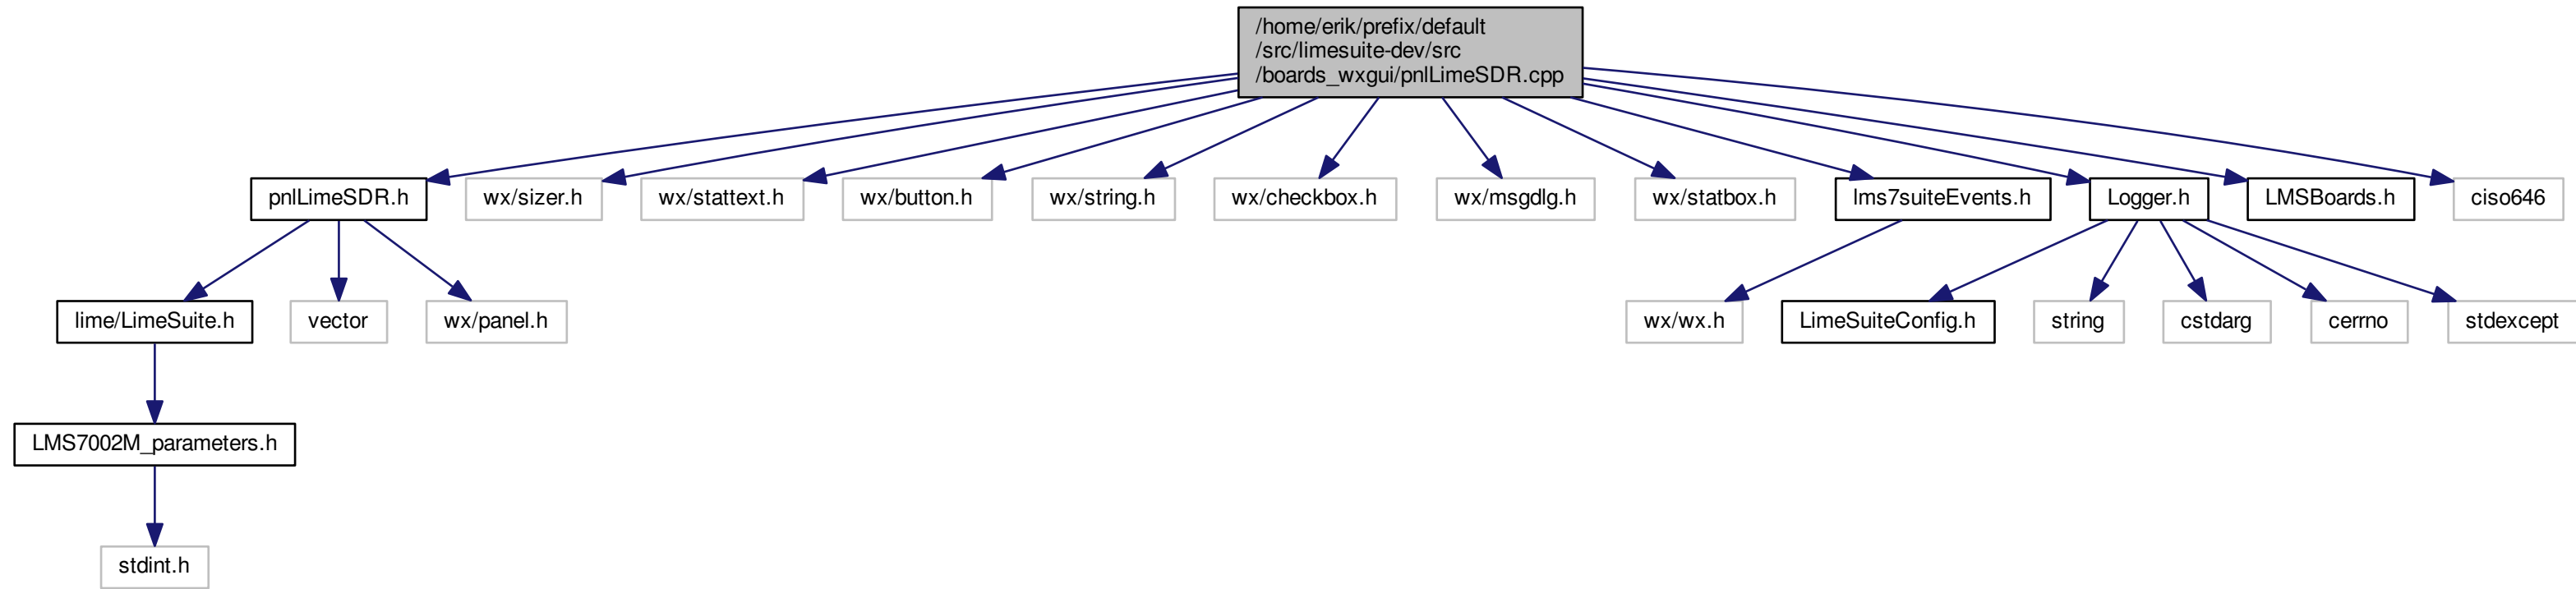 /home/erik/prefix/default
/src/limesuite-dev/src
/boards_wxgui/pnlLimeSDR.cpp
pnlLimeSDR.h
wx/sizer.h
wx/stattext.h
wx/button.h
wx/string.h
wx/checkbox.h
wx/msgdlg.h
wx/statbox.h
lms7suiteEvents.h
Logger.h
LMSBoards.h
ciso646
lime/LimeSuite.h
vector
wx/panel.h
wx/wx.h
LimeSuiteConfig.h
string
cstdarg
cerrno
stdexcept
LMS7002M_parameters.h
stdint.h